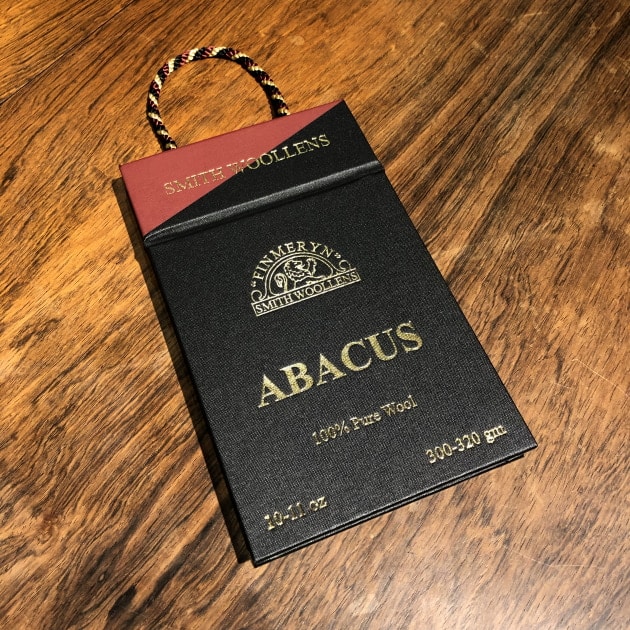 SMITH WOOLLENS
"FINMERYN"
SMITH WOOLLENS
ABACUS
100% Pure Wool
300-320 gm
10-11 oz